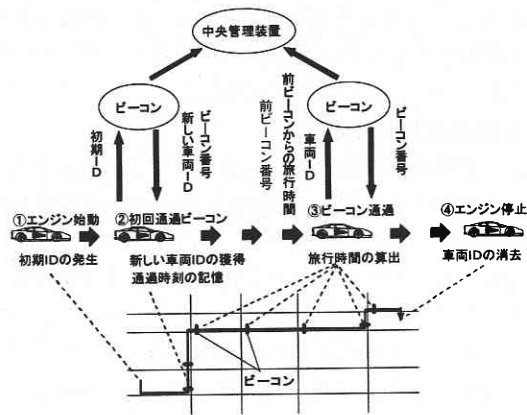 中央管理装置
ビーコン
ビーコン
初期ID
新しい車両ID
ビーコン番号
前ビーコン番号
前ビーコンからの旅行時間
車両ID
ビーコン番号
①エンジン始動
②初回通過ビーコン
③ビーコン通過
④エンジン停止
初期IDの発生
新しい車両IDの獲得
通過時刻の記憶
旅行時間の算出
車両IDの消去
ビーコン